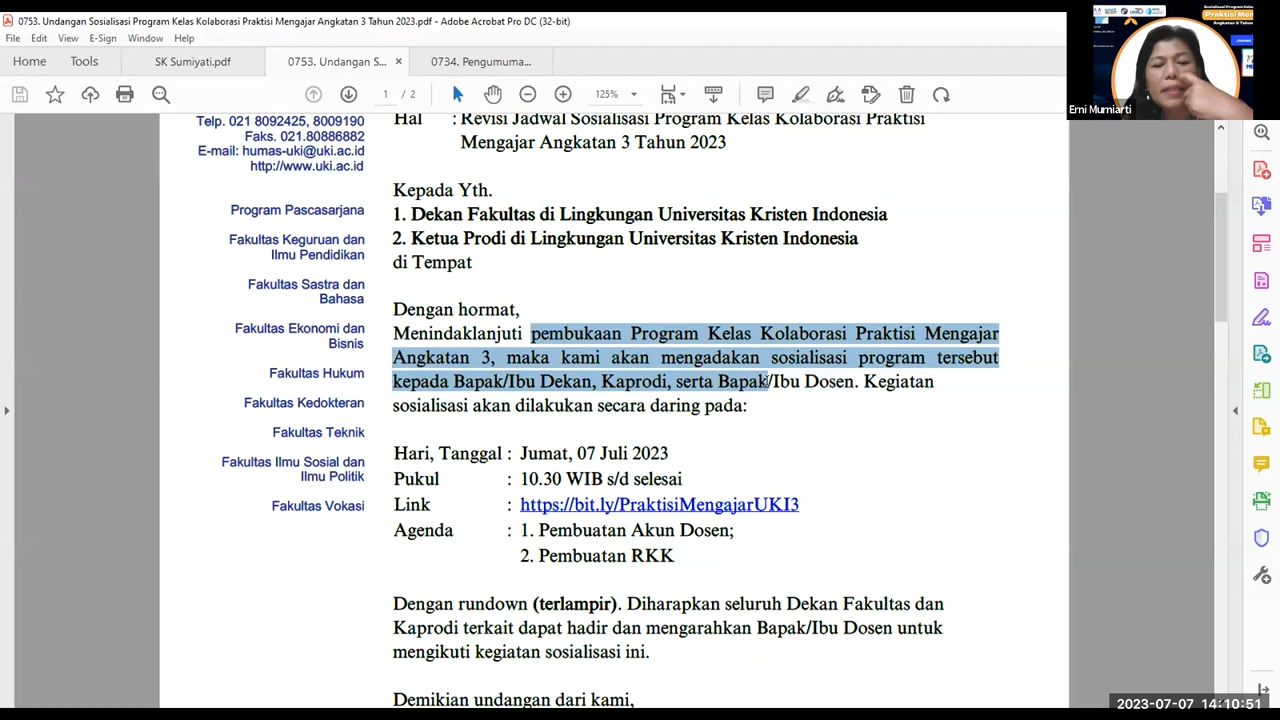 0753. Undangan Sosialisasi Program Kelas Kolaborasi Praktisi Mengajar Angkatan 3 Tahun 2023.pdf - Adobe Acrobat Pro DC (32-bit)
File Edit View E-Sign Window Help
Home Tools SK Sumiyati.pdf 0753. Undangan S... × 0734. Pengumuma...
1 / 2 125%
Erni Murniarti
Telp. 021 8092425, 8009190
Faks. 021.80886882
E-mail: humas-uki@uki.ac.id
http://www.uki.ac.id
Program Pascasarjana
Fakultas Keguruan dan
Ilmu Pendidikan
Fakultas Sastra dan
Bahasa
Fakultas Ekonomi dan
Bisnis
Fakultas Hukum
Fakultas Kedokteran
Fakultas Teknik
Fakultas Ilmu Sosial dan
Ilmu Politik
Fakultas Vokasi
Hal : Revisi Jadwal Sosialisasi Program Kelas Kolaborasi Praktisi
Mengajar Angkatan 3 Tahun 2023
Kepada Yth.
1. Dekan Fakultas di Lingkungan Universitas Kristen Indonesia
2. Ketua Prodi di Lingkungan Universitas Kristen Indonesia
di Tempat
Dengan hormat,
Menindaklanjuti pembukaan Program Kelas Kolaborasi Praktisi Mengajar
Angkatan 3, maka kami akan mengadakan sosialisasi program tersebut
kepada Bapak/Ibu Dekan, Kaprodi, serta Bapak/Ibu Dosen. Kegiatan
sosialisasi akan dilakukan secara daring pada:
Hari, Tanggal : Jumat, 07 Juli 2023
Pukul : 10.30 WIB s/d selesai
Link : https://bit.ly/PraktisiMengajarUKI3
Agenda : 1. Pembuatan Akun Dosen;
2. Pembuatan RKK
Dengan rundown (terlampir). Diharapkan seluruh Dekan Fakultas dan
Kaprodi terkait dapat hadir dan mengarahkan Bapak/Ibu Dosen untuk
mengikuti kegiatan sosialisasi ini.
Demikian undangan dari kami,
2023-07-07 14:10:51